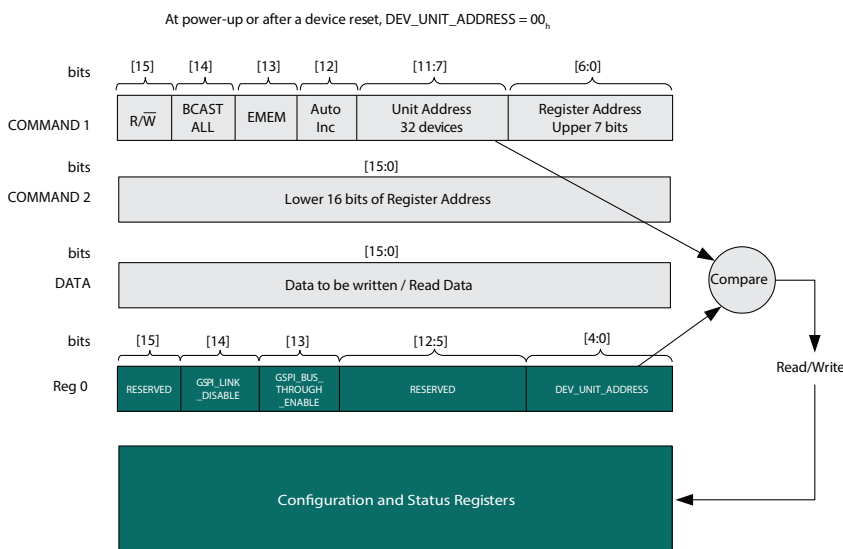 At power-up or after a device reset, DEV_UNIT_ADDRESS = 00h
bits [15] [14] [13] [12] [11:7] [6:0]
COMMAND 1
R/W̅
BCAST
ALL
EMEM
Auto
Inc
Unit Address
32 devices
Register Address
Upper 7 bits
bits [15:0]
COMMAND 2
Lower 16 bits of Register Address
bits [15:0]
DATA
Data to be written / Read Data
Compare
bits [15] [14] [13] [12:5] [4:0]
Read/Write
Reg 0
RESERVED
GSPI_LINK
_DISABLE
GSPI_BUS_
THROUGH
_ENABLE
RESERVED
DEV_UNIT_ADDRESS
Configuration and Status Registers